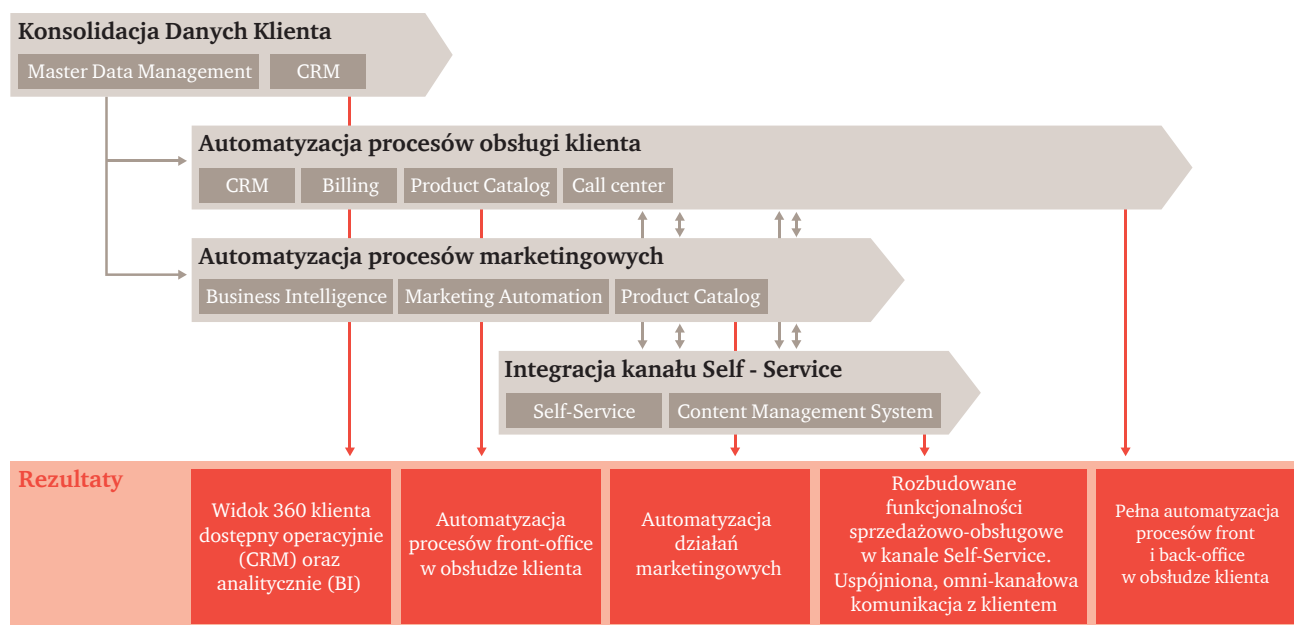 Konsolidacja Danych Klienta
Master Data Management
CRM
Automatyzacja procesów obsługi klienta
CRM
Billing
Product Catalog
Call center
Automatyzacja procesów marketingowych
Business Intelligence
Marketing Automation
Product Catalog
Integracja kanału Self - Service
Self-Service
Content Management System
Rezultaty
Widok 360 klienta
dostępny operacyjnie
(CRM) oraz
analitycznie (BI)
Automatyzacja
procesów front-office
w obsłudze klienta
Automatyzacja
działań
marketingowych
Rozbudowane
funkcjonalności
sprzedażowo-obsługowe
w kanale Self-Service.
Uspójniona, omni-kanałowa
komunikacja z klientem
Pełna automatyzacja
procesów front
i back-office
w obsłudze klienta